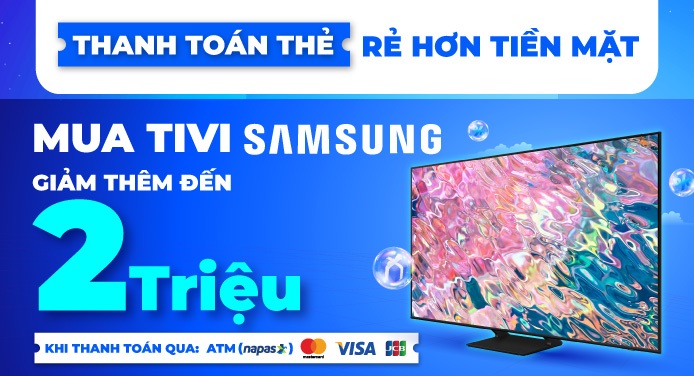 THANH TOÁN THẺ RẺ HƠN TIỀN MẶT
MUA TIVI SAMSUNG
GIẢM THÊM ĐẾN
2 Triệu
KHI THANH TOÁN QUA: ATM (napas) mastercard VISA JCB